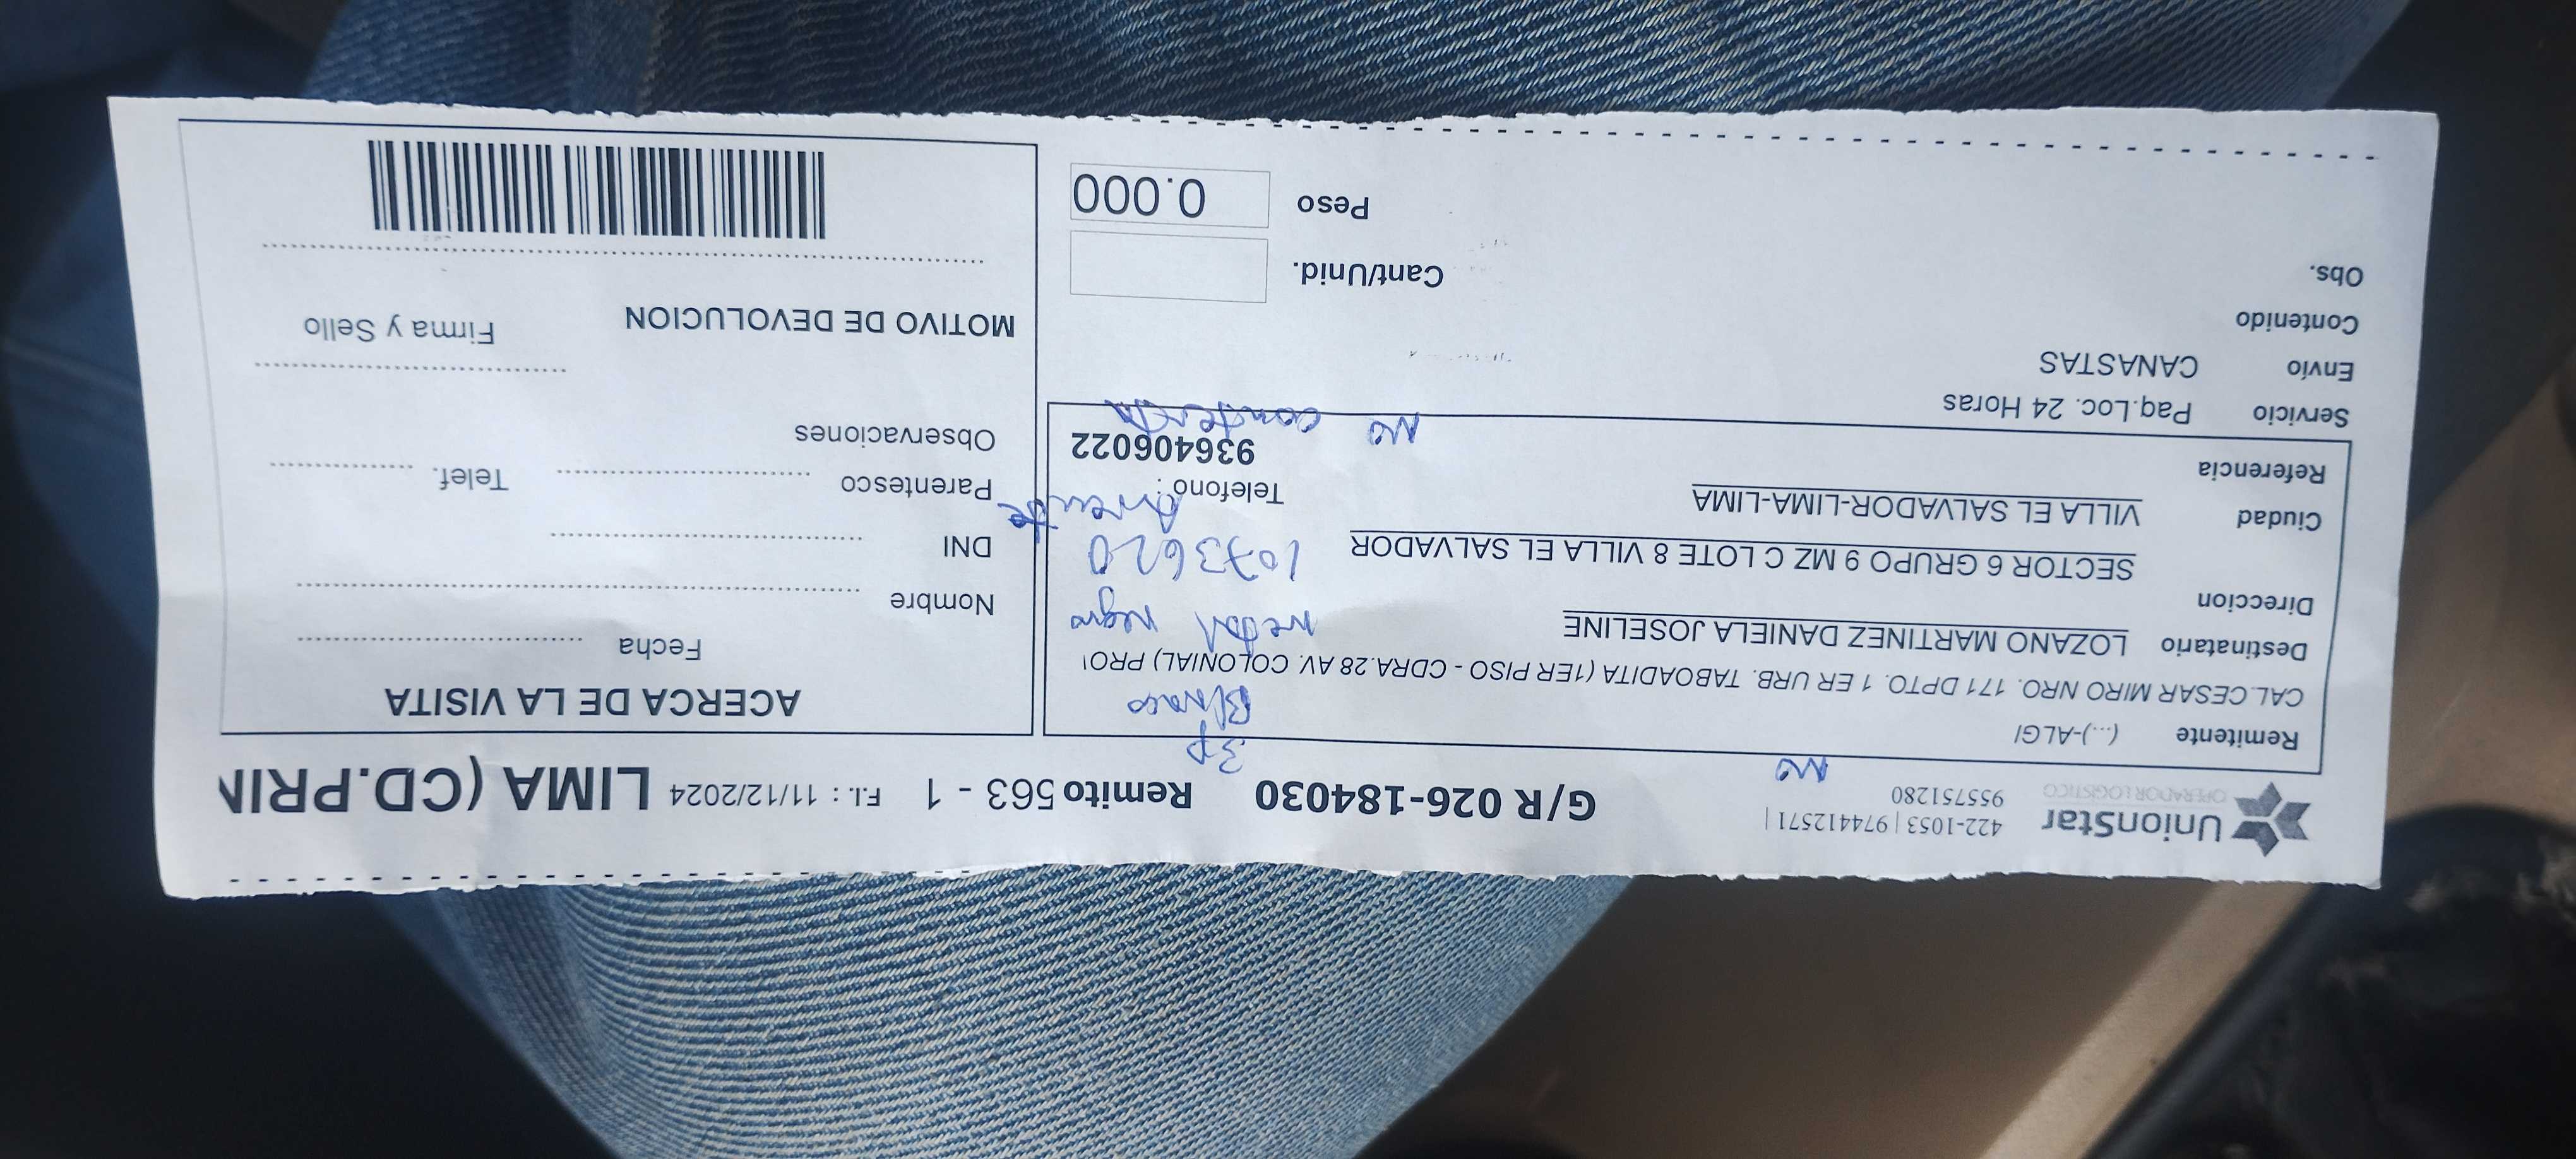 UnionStar
OPERADOR LOGISTICO
422-1053 | 974412571 |
955751280
G/R 026-184030 Remito 563 - 1 F.I. : 11/12/2024 LIMA (CD.PRIN
No
3p
Remitente (...)-ALGI
Blanco
CAL.CESAR MIRO NRO. 171 DPTO. 1 ER URB. TABOADITA (1ER PISO - CDRA.28 AV. COLONIAL) PRO
Destinatario LOZANO MARTINEZ DANIELA JOSELINE
metal negro
Direccion
SECTOR 6 GRUPO 9 MZ C LOTE 8 VILLA EL SALVADOR
1073620
Ciudad VILLA EL SALVADOR-LIMA-LIMA
Telefono :
936406022
Referencia
No contesta
Servicio Paq.Loc. 24 Horas
Envío CANASTAS
Contenido
Obs.
Cant/Unid.
Peso 0.000
ACERCA DE LA VISITA
Fecha
Nombre
DNI
Parentesco Telef.
Observaciones
MOTIVO DE DEVOLUCION Firma y Sello